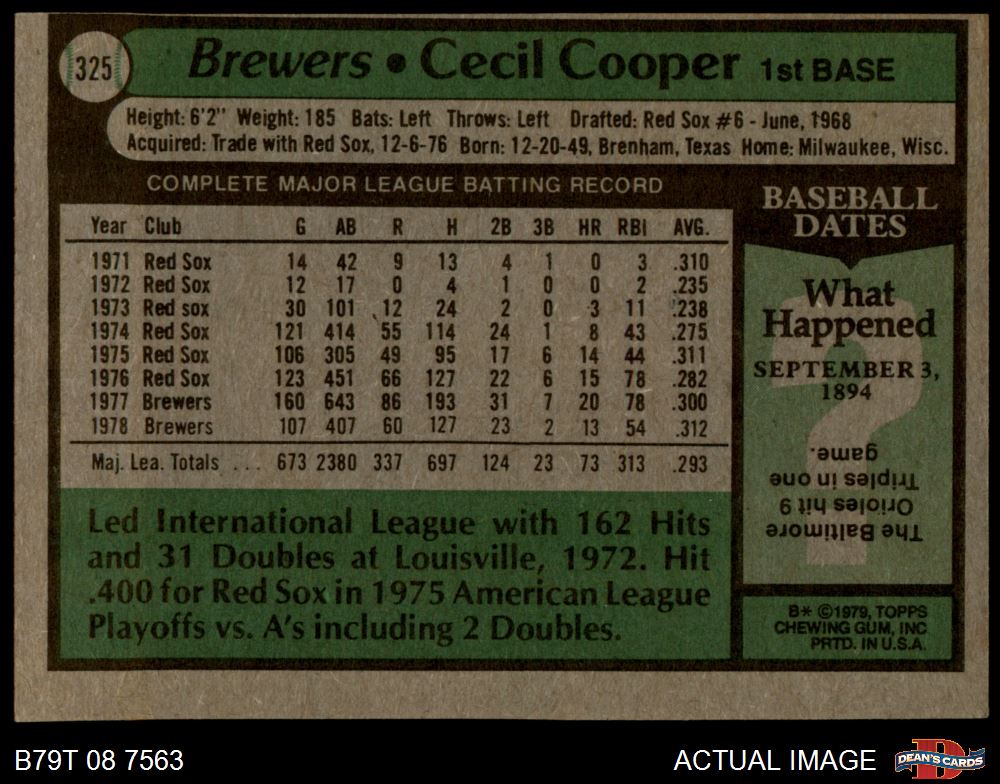 325
Brewers • Cecil Cooper 1st BASE
Height: 6'2" Weight: 185 Bats: Left Throws: Left Drafted: Red Sox #6 - June, 1968
Acquired: Trade with Red Sox, 12-6-76 Born: 12-20-49, Brenham, Texas Home: Milwaukee, Wisc.
COMPLETE MAJOR LEAGUE BATTING RECORD
Year Club G AB R H 2B 3B HR RBI AVG.
1971 Red Sox 14 42 9 13 4 1 0 3 .310
1972 Red Sox 12 17 0 4 1 0 0 2 .235
1973 Red sox 30 101 12 24 2 0 3 11 .238
1974 Red Sox 121 414 55 114 24 1 8 43 .275
1975 Red Sox 106 305 49 95 17 6 14 44 .311
1976 Red Sox 123 451 66 127 22 6 15 78 .282
1977 Brewers 160 643 86 193 31 7 20 78 .300
1978 Brewers 107 407 60 127 23 2 13 54 .312
Maj. Lea. Totals ... 673 2380 337 697 124 23 73 313 .293
Led International League with 162 Hits
and 31 Doubles at Louisville, 1972. Hit
.400 for Red Sox in 1975 American League
Playoffs vs. A's including 2 Doubles.
BASEBALL
DATES
What
Happened
SEPTEMBER 3,
1894
?
The Baltimore
Orioles hit 9
Triples in one
game.
B* ©1979, TOPPS
CHEWING GUM, INC
PRTD. IN U.S.A.
B79T 08 7563
ACTUAL IMAGE
D
DEAN'S CARDS